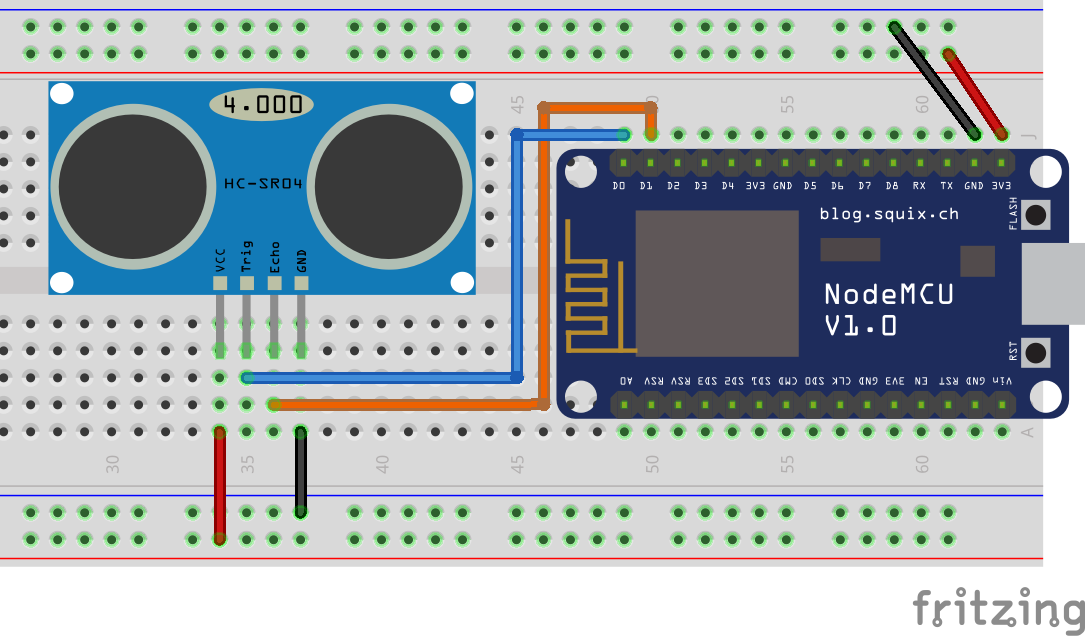 45
50
55
60
J
4.000
HC-SR04
VCC
Trig
Echo
GND
D0 D1 D2 D3 D4 3V3 GND D5 D6 D7 D8 RX TX GND 3V3
blog.squix.ch
FLASH
NodeMCU
V1.0
RST
A0 RSV RSV SD3 SD2 SD1 CMD SD0 CLK GND 3V3 EN RST GND Vin
A
30
35
40
45
50
55
60
fritzing